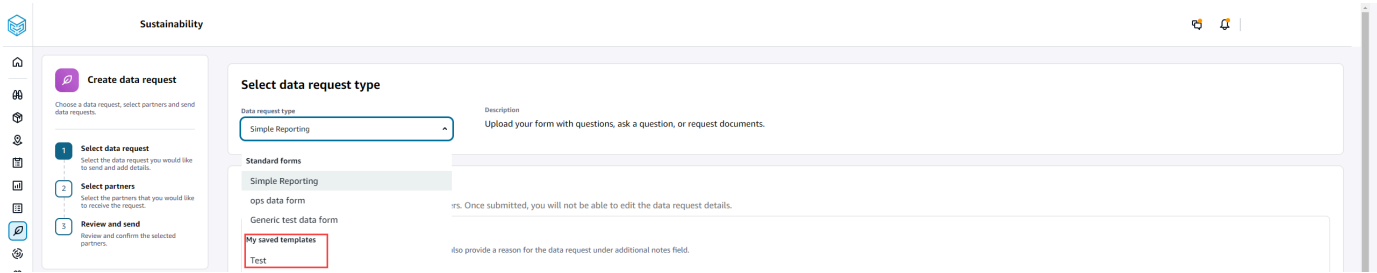 Sustainability
Create data request
Choose a data request, select partners and send
data requests.
1
Select data request
Select the data request you would like
to send and add details.
2
Select partners
Select the partners that you would like
to receive the request.
3
Review and send
Review and confirm the selected
partners.
Select data request type
Data request type
Simple Reporting
Description
Upload your form with questions, ask a question, or request documents.
Standard forms
Simple Reporting
ops data form
Generic test data form
My saved templates
Test
ers. Once submitted, you will not be able to edit the data request details.
also provide a reason for the data request under additional notes field.